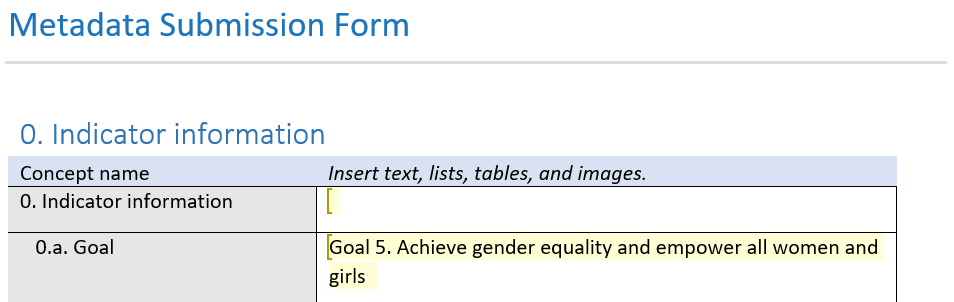 Metadata Submission Form
0. Indicator information
Concept name
Insert text, lists, tables, and images.
0. Indicator information
0.a. Goal
Goal 5. Achieve gender equality and empower all women and
girls